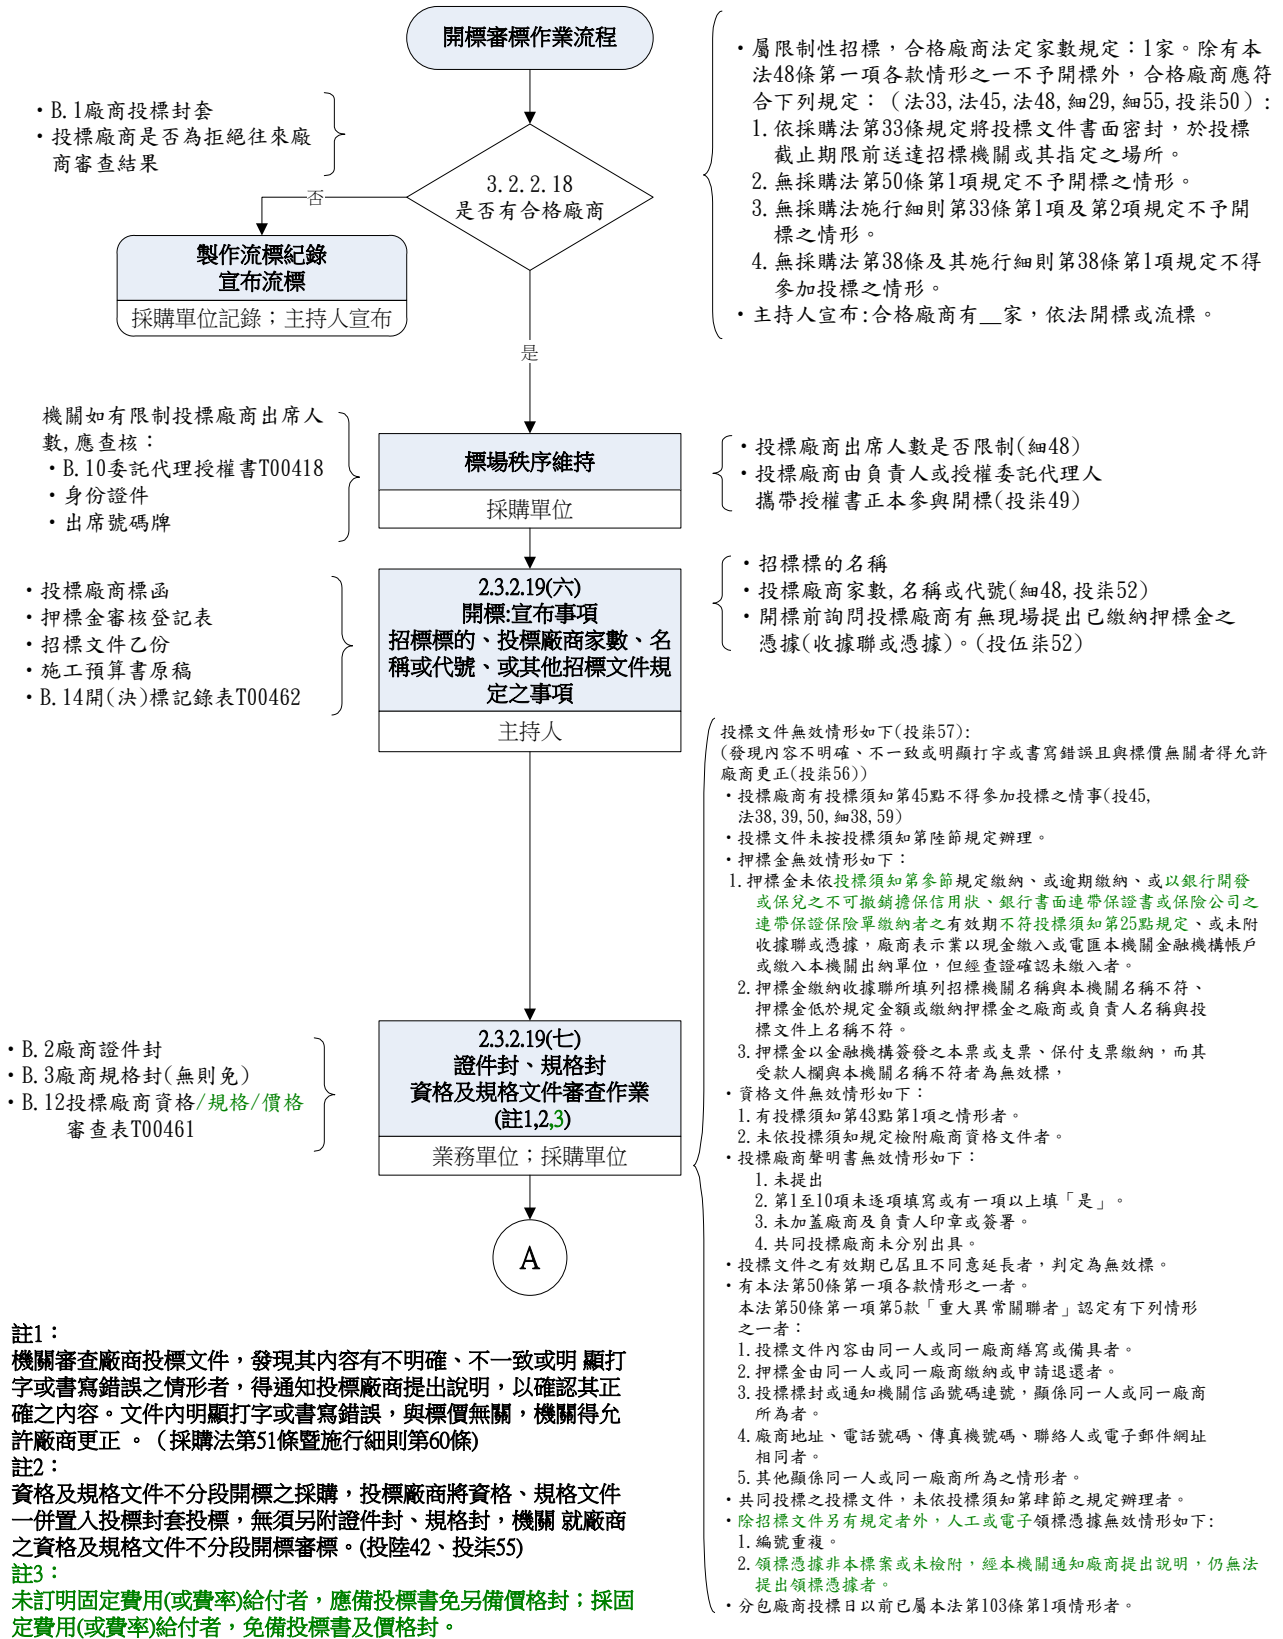 開標審標作業流程
・屬限制性招標，合格廠商法定家數規定：1家。除有本
法48條第一項各款情形之一不予開標外，合格廠商應符
合下列規定：（法33,法45,法48,細29,細55,投柒50）:
1.依採購法第33條規定將投標文件書面密封，於投標
截止期限前送達招標機關或其指定之場所。
2.無採購法第50條第1項規定不予開標之情形。
3.無採購法施行細則第33條第1項及第2項規定不予開
標之情形。
4.無採購法第38條及其施行細則第38條第1項規定不得
參加投標之情形。
・主持人宣布:合格廠商有__家，依法開標或流標。
・B.1廠商投標封套
・投標廠商是否為拒絕往來廠
商審查結果
3.2.2.18
是否有合格廠商
否
製作流標紀錄
宣布流標
採購單位記錄；主持人宣布
是
機關如有限制投標廠商出席人
數,應查核：
・B.10委託代理授權書T00418
・身份證件
・出席號碼牌
標場秩序維持
採購單位
・投標廠商出席人數是否限制(細48)
・投標廠商由負責人或授權委託代理人
攜帶授權書正本參與開標(投柒49)
・投標廠商標函
・押標金審核登記表
・招標文件乙份
・施工預算書原稿
・B.14開(決)標記錄表T00462
2.3.2.19(六)
開標:宣布事項
招標標的、投標廠商家數、名
稱或代號、或其他招標文件規
定之事項
主持人
・招標標的名稱
・投標廠商家數,名稱或代號(細48,投柒52)
・開標前詢問投標廠商有無現場提出已繳納押標金之
憑據(收據聯或憑據)。(投伍柒52)
・B.2廠商證件封
・B.3廠商規格封(無則免)
・B.12投標廠商資格/規格/價格
審查表T00461
2.3.2.19(七)
證件封、規格封
資格及規格文件審查作業
(註1,2,3)
業務單位；採購單位
A
投標文件無效情形如下(投柒57):
(發現內容不明確、不一致或明顯打字或書寫錯誤且與標價無關者得允許
廠商更正(投柒56))
・投標廠商有投標須知第45點不得參加投標之情事(投45,
法38,39,50,細38,59)
・投標文件未按投標須知第陸節規定辦理。
・押標金無效情形如下：
1.押標金未依投標須知第參節規定繳納、或逾期繳納、或以銀行開發
或保兌之不可撤銷擔保信用狀、銀行書面連帶保證書或保險公司之
連帶保證保險單繳納者之有效期不符投標須知第25點規定、或未附
收據聯或憑據，廠商表示業以現金繳入或電匯本機關金融機構帳戶
或繳入本機關出納單位，但經查證確認未繳入者。
2.押標金繳納收據聯所填列招標機關名稱與本機關名稱不符、
押標金低於規定金額或繳納押標金之廠商或負責人名稱與投
標文件上名稱不符。
3.押標金以金融機構簽發之本票或支票、保付支票繳納，而其
受款人欄與本機關名稱不符者為無效標，
・資格文件無效情形如下：
1.有投標須知第43點第1項之情形者。
2.未依投標須知規定檢附廠商資格文件者。
・投標廠商聲明書無效情形如下：
1.未提出
2.第1至10項未逐項填寫或有一項以上填「是」。
3.未加蓋廠商及負責人印章或簽署。
4.共同投標廠商未分別出具。
・投標文件之有效期已屆且不同意延長者，判定為無效標。
・有本法第50條第一項各款情形之一者。
本法第50條第一項第5款「重大異常關聯者」認定有下列情形
之一者：
1.投標文件內容由同一人或同一廠商繕寫或備具者。
2.押標金由同一人或同一廠商繳納或申請退還者。
3.投標標封或通知機關信函號碼連號，顯係同一人或同一廠商
所為者。
4.廠商地址、電話號碼、傳真機號碼、聯絡人或電子郵件網址
相同者。
5.其他顯係同一人或同一廠商所為之情形者。
・共同投標之投標文件，未依投標須知第肆節之規定辦理者。
・除招標文件另有規定者外，人工或電子領標憑據無效情形如下:
1.編號重複。
2.領標憑據非本標案或未檢附，經本機關通知廠商提出說明，仍無法
提出領標憑據者。
・分包廠商投標日以前已屬本法第103條第1項情形者。
註1：
機關審查廠商投標文件，發現其內容有不明確、不一致或明 顯打
字或書寫錯誤之情形者，得通知投標廠商提出說明，以確認其正
確之內容。文件內明顯打字或書寫錯誤，與標價無關，機關得允
許廠商更正 。（採購法第51條暨施行細則第60條)
註2：
資格及規格文件不分段開標之採購，投標廠商將資格、規格文件
一併置入投標封套投標，無須另附證件封、規格封，機關 就廠商
之資格及規格文件不分段開標審標。(投陸42、投柒55)
註3：
未訂明固定費用(或費率)給付者，應備投標書免另備價格封；採固
定費用(或費率)給付者，免備投標書及價格封。